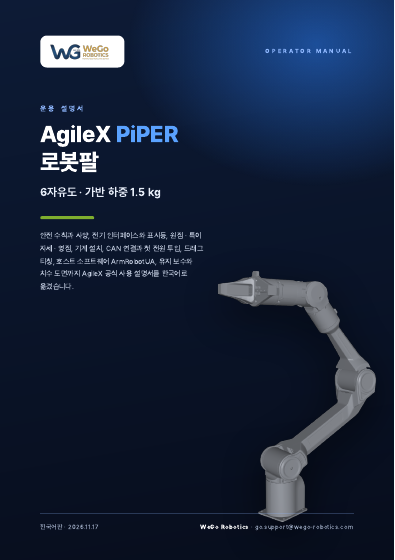 WG WeGo
ROBOTICS
OPERATOR MANUAL
운용 설명서
AgileX PiPER
로봇팔
6자유도 · 가반 하중 1.5 kg
안전 수칙과 사양, 전기 인터페이스와 표시등, 원점 · 특이
자세 · 영점, 기계 설치, CAN 연결과 첫 전원 투입, 드래그
티칭, 호스트 소프트웨어 ArmRobotUA, 유지 보수와
치수 도면까지 AgileX 공식 사용 설명서를 한국어로
옮겼습니다.
한국어판 · 2026.11.17
WeGo Robotics · go.support@wego-robotics.com